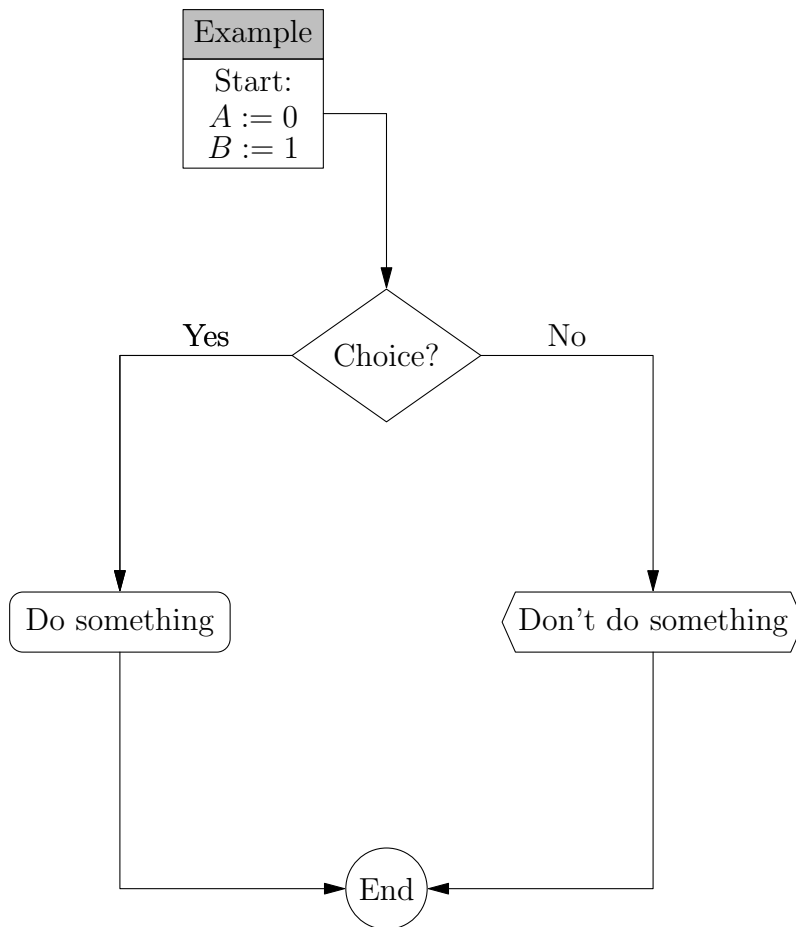 Example
Start:
A := 0
B := 1
Yes
No
Choice?
Do something
Don't do something
End